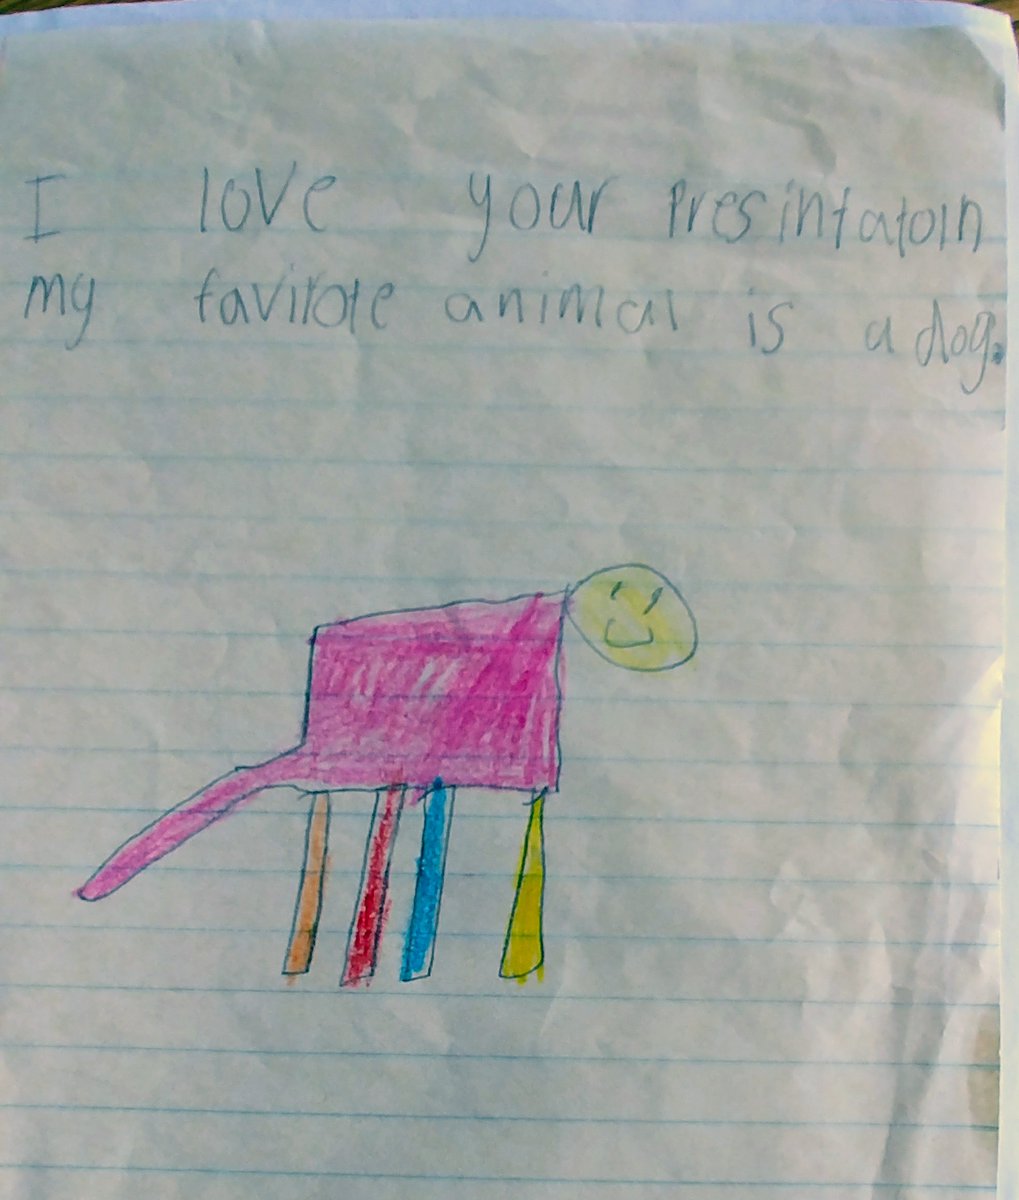 I love your Presintatoin
my favirote animal is a dog.